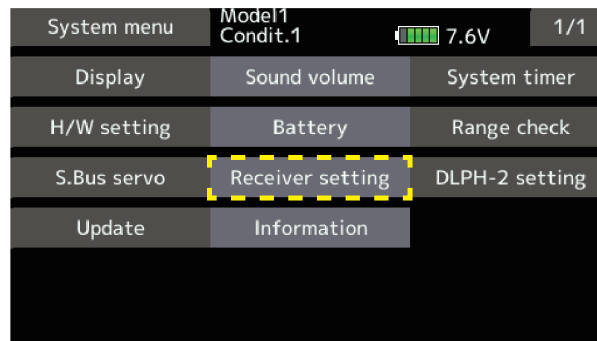 System menu
Model1
Condit.1
7.6V
1/1
Display
Sound volume
System timer
H/W setting
Battery
Range check
S.Bus servo
Receiver setting
DLPH-2 setting
Update
Information